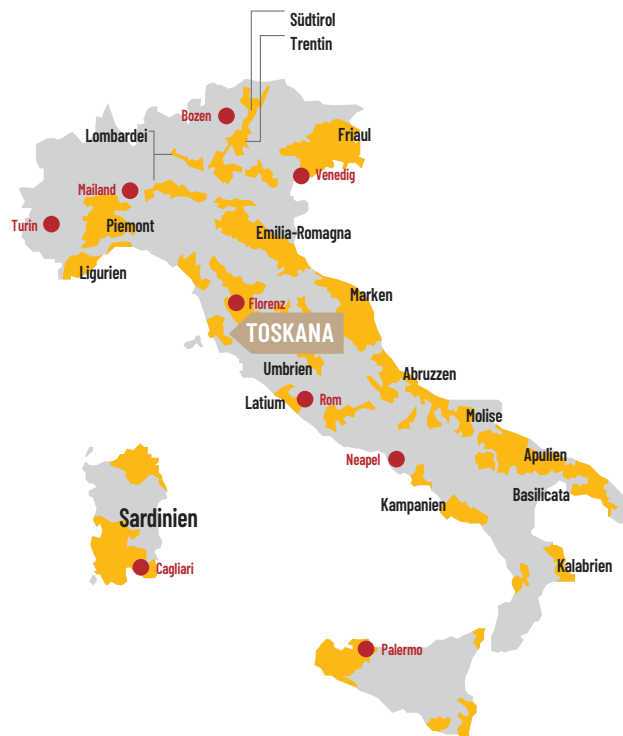 Südtirol
Trentin
Bozen
Lombardei
Friaul
Venedig
Mailand
Turin
Piemont
Emilia-Romagna
Ligurien
Marken
Florenz
TOSKANA
Umbrien
Abruzzen
Latium
Rom
Molise
Neapel
Apulien
Basilicata
Kampanien
Sardinien
Kalabrien
Cagliari
Palermo